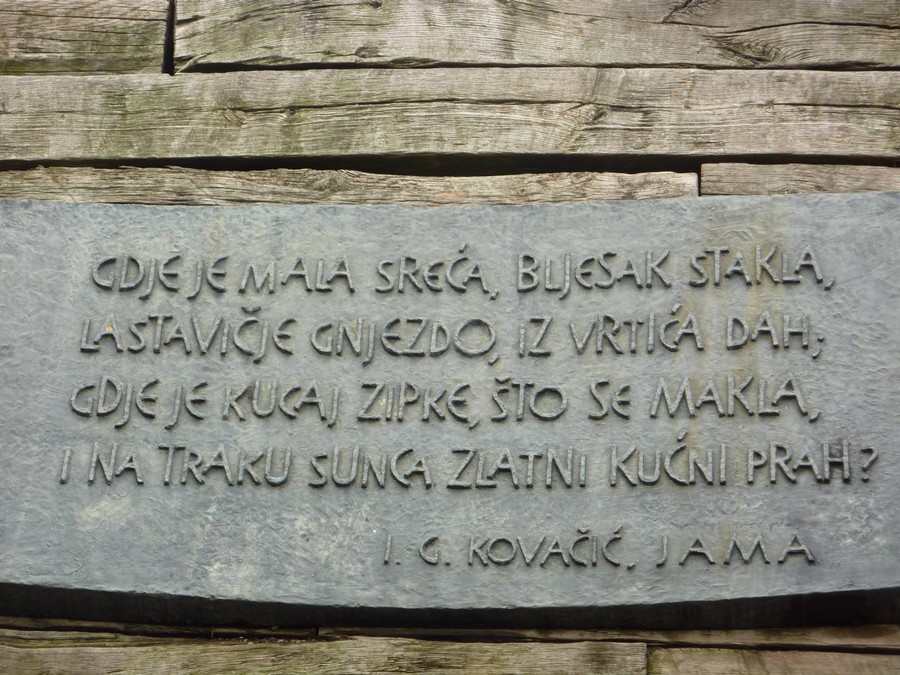 GDJE JE MALA SREĆA, BLJESAK STAKLA,
LASTAVIČJE GNJEZDO, IZ VRTIĆA DAH;
GDJE JE KUCAJ ZIPKE, ŠTO SE MAKLA,
I NA TRAKU SUNCA ZLATNI KUĆNI PRAH?
I. G. KOVAČIĆ, JAMA